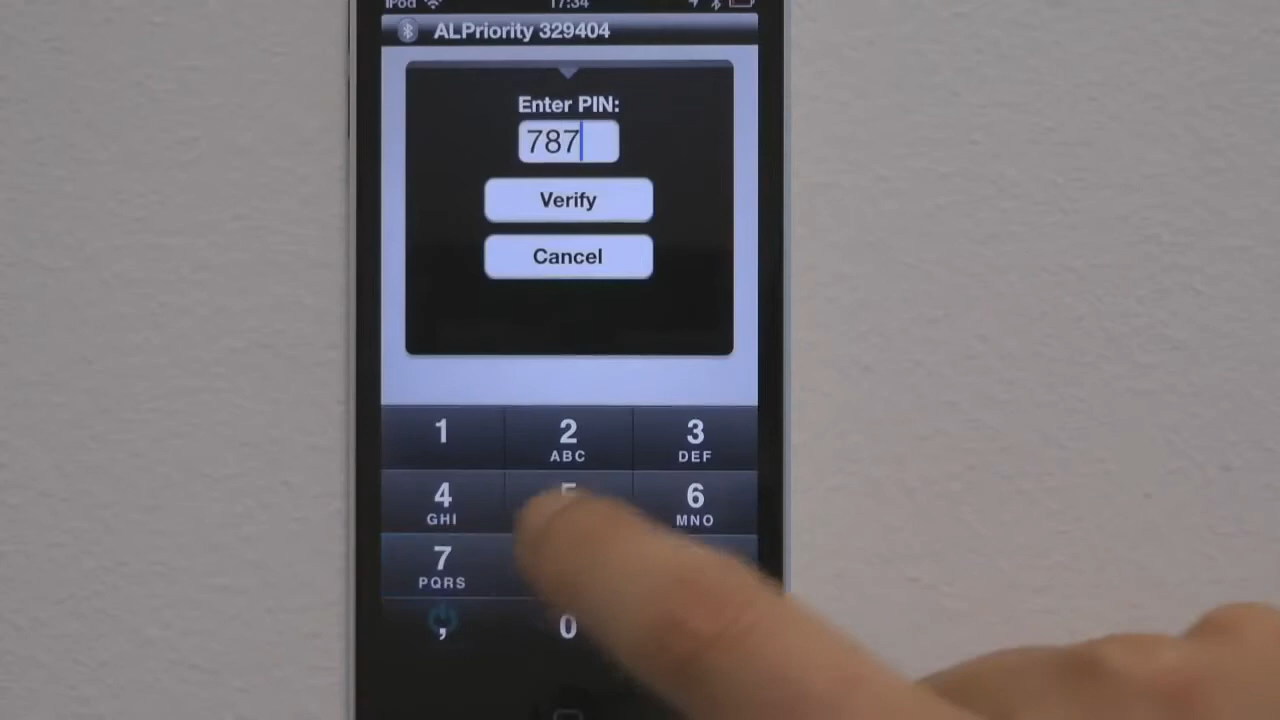 iPod 17:34
ALPriority 329404
Enter PIN:
787
Verify
Cancel
1 2 3
ABC DEF
4 5 6
GHI MNO
7
PQRS
, 0